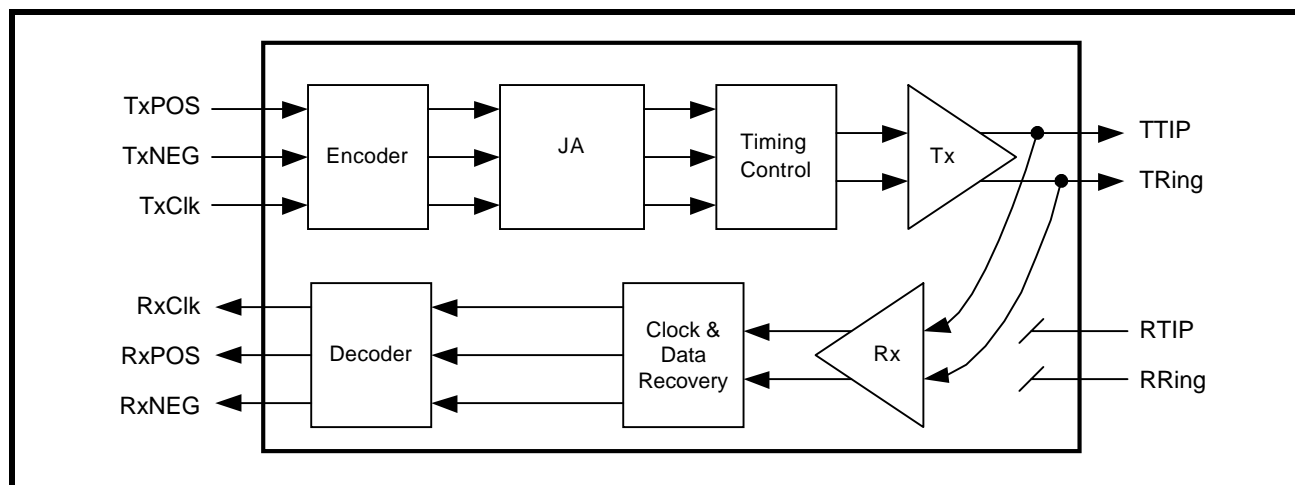 TxPOS
TxNEG
TxClk
Encoder
JA
Timing
Control
Tx
TTIP
TRing
RxClk
RxPOS
RxNEG
Decoder
Clock &
Data
Recovery
Rx
RTIP
RRing